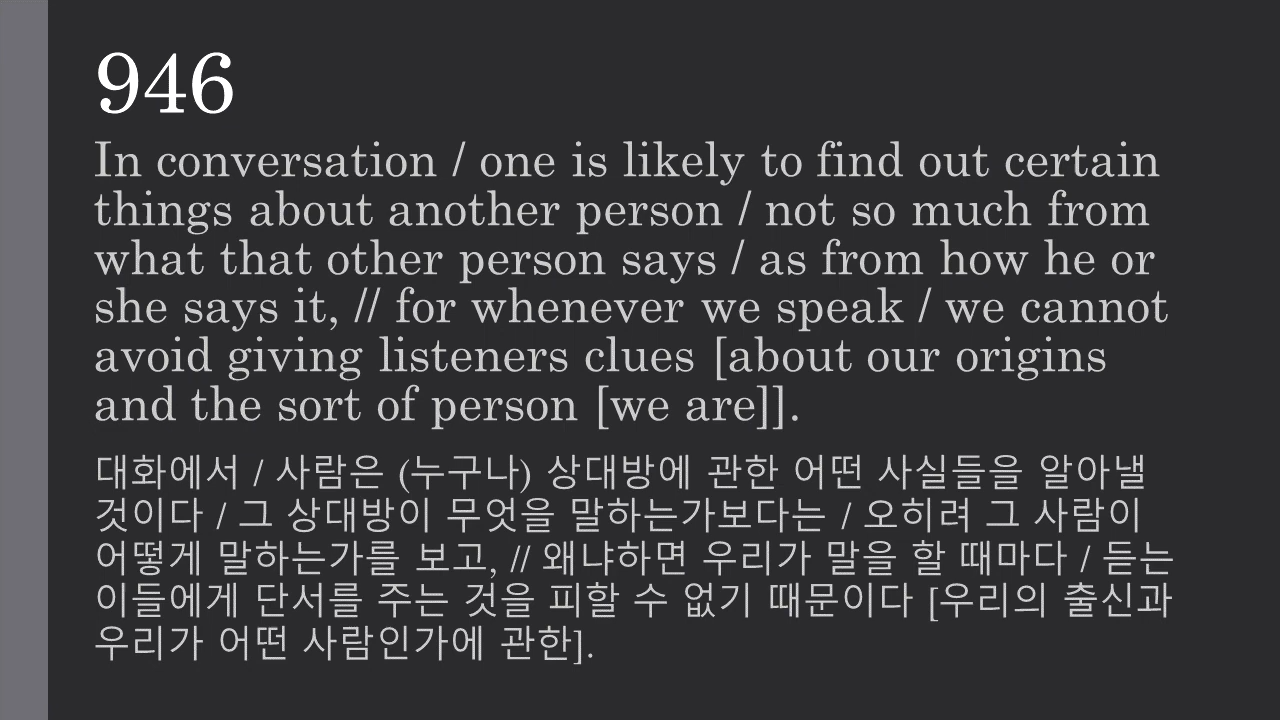 946
In conversation / one is likely to find out certain
things about another person / not so much from
what that other person says / as from how he or
she says it, // for whenever we speak / we cannot
avoid giving listeners clues [about our origins
and the sort of person [we are]].
대화에서 / 사람은 (누구나) 상대방에 관한 어떤 사실들을 알아낼
것이다 / 그 상대방이 무엇을 말하는가보다는 / 오히려 그 사람이
어떻게 말하는가를 보고, // 왜냐하면 우리가 말을 할 때마다 / 듣는
이들에게 단서를 주는 것을 피할 수 없기 때문이다 [우리의 출신과
우리가 어떤 사람인가에 관한].